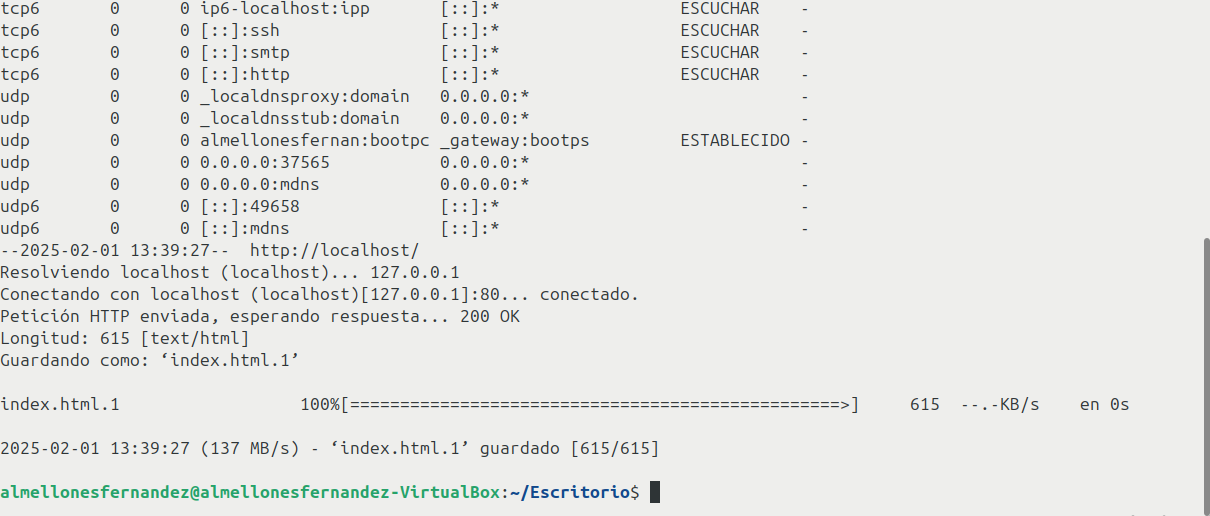 tcp6       0      0 ip6-localhost:ipp       [::]:*                  ESCUCHAR    -
tcp6       0      0 [::]:ssh                [::]:*                  ESCUCHAR    -
tcp6       0      0 [::]:smtp               [::]:*                  ESCUCHAR    -
tcp6       0      0 [::]:http               [::]:*                  ESCUCHAR    -
udp        0      0 _localdnsproxy:domain   0.0.0.0:*                           -
udp        0      0 _localdnsstub:domain    0.0.0.0:*                           -
udp        0      0 almellonesfernan:bootpc _gateway:bootps         ESTABLECIDO -
udp        0      0 0.0.0.0:37565           0.0.0.0:*                           -
udp        0      0 0.0.0.0:mdns            0.0.0.0:*                           -
udp6       0      0 [::]:49658              [::]:*                              -
udp6       0      0 [::]:mdns               [::]:*                              -
--2025-02-01 13:39:27--  http://localhost/
Resolviendo localhost (localhost)... 127.0.0.1
Conectando con localhost (localhost)[127.0.0.1]:80... conectado.
Petición HTTP enviada, esperando respuesta... 200 OK
Longitud: 615 [text/html]
Guardando como: ‘index.html.1’
index.html.1                  100%[=================================================>]     615  --.-KB/s    en 0s
2025-02-01 13:39:27 (137 MB/s) - ‘index.html.1’ guardado [615/615]
almellonesfernandez@almellonesfernandez-VirtualBox:~/Escritorio$